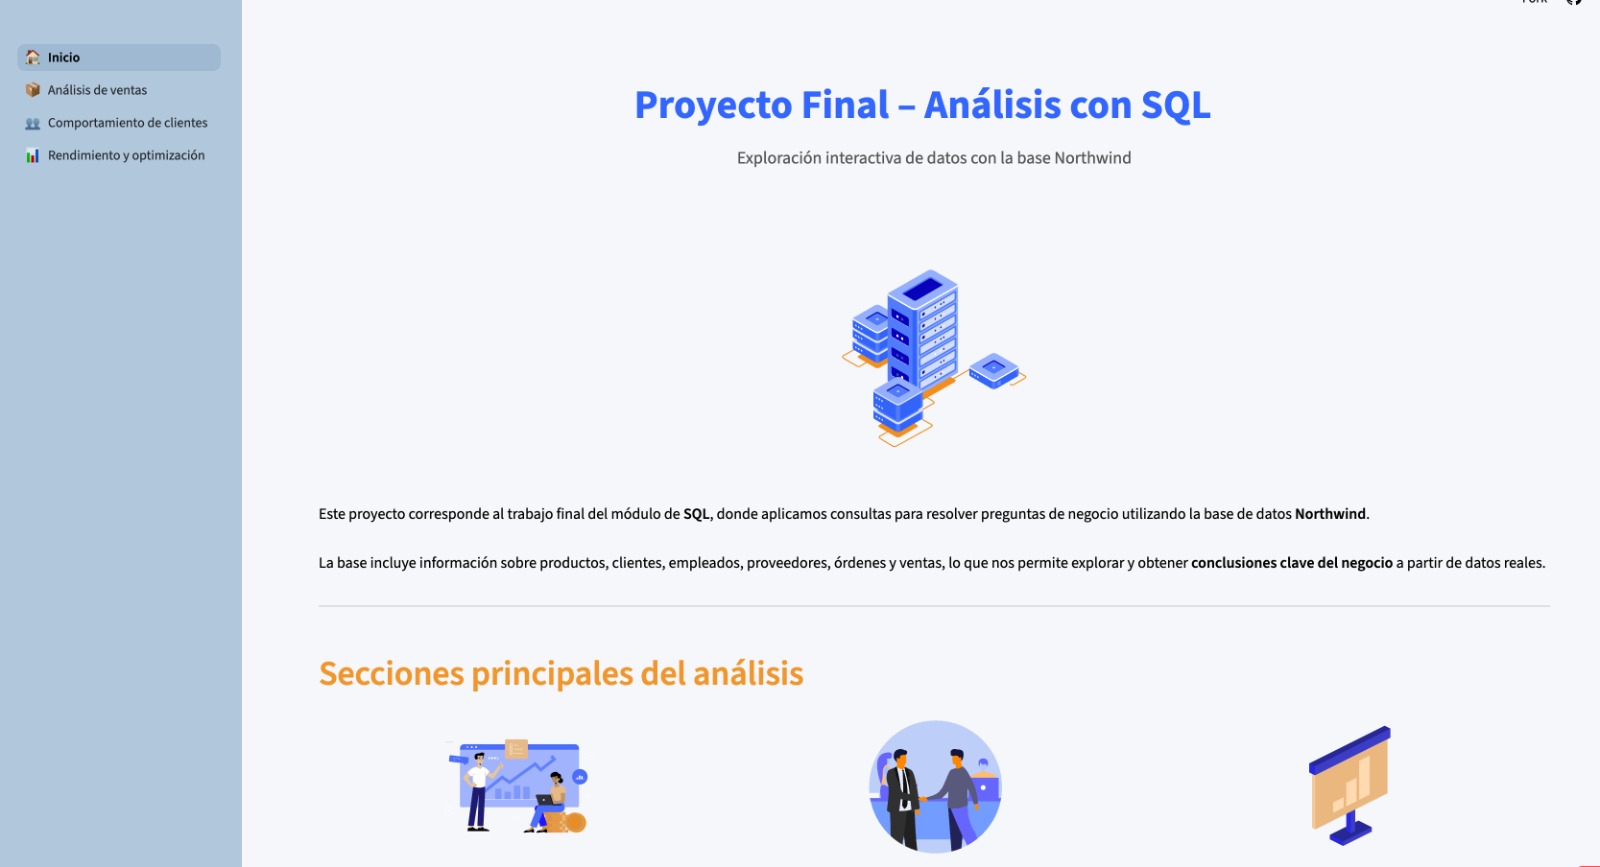 Fork
Inicio
Análisis de ventas
Comportamiento de clientes
Rendimiento y optimización
Proyecto Final – Análisis con SQL
Exploración interactiva de datos con la base Northwind
Este proyecto corresponde al trabajo final del módulo de SQL, donde aplicamos consultas para resolver preguntas de negocio utilizando la base de datos Northwind.
La base incluye información sobre productos, clientes, empleados, proveedores, órdenes y ventas, lo que nos permite explorar y obtener conclusiones clave del negocio a partir de datos reales.
Secciones principales del análisis